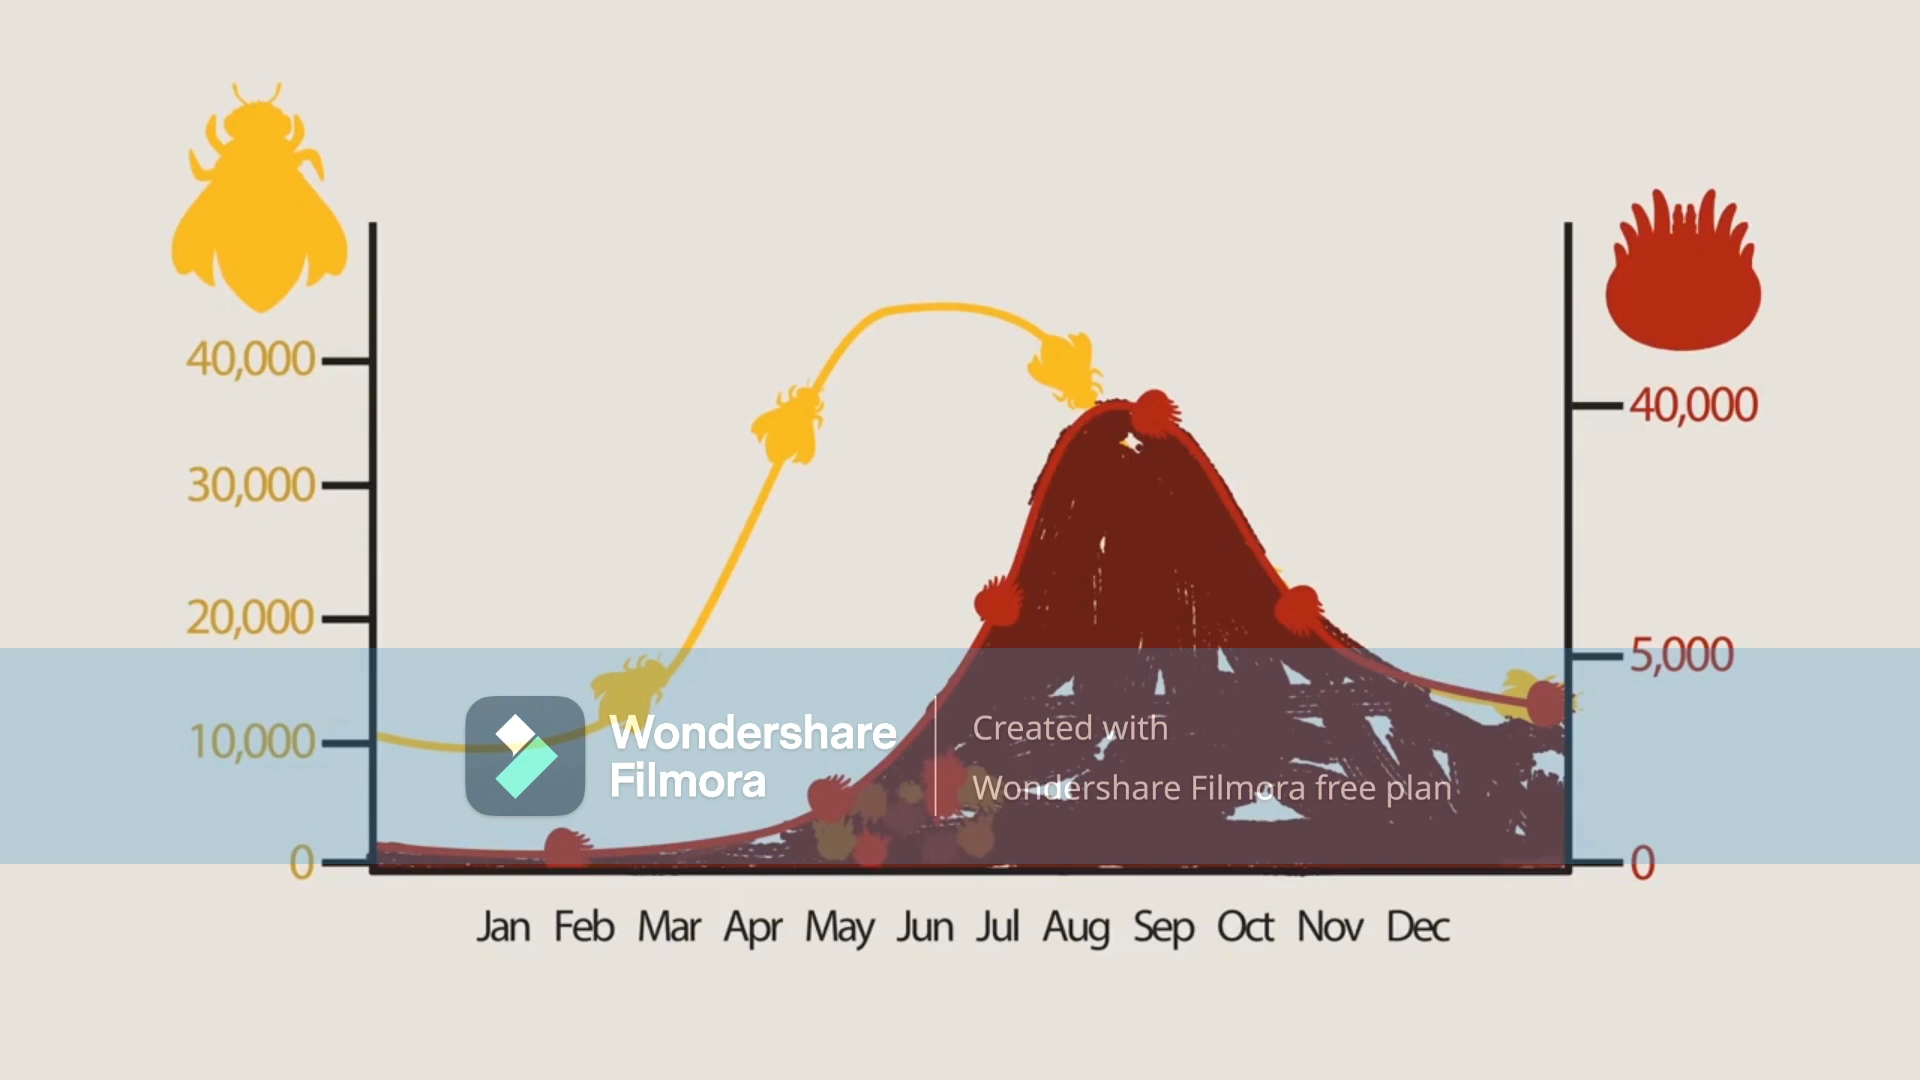 40,000
30,000
20,000
10,000
0
40,000
5,000
0
Wondershare
Filmora
Created with
Wondershare Filmora free plan
Jan Feb Mar Apr May Jun Jul Aug Sep Oct Nov Dec